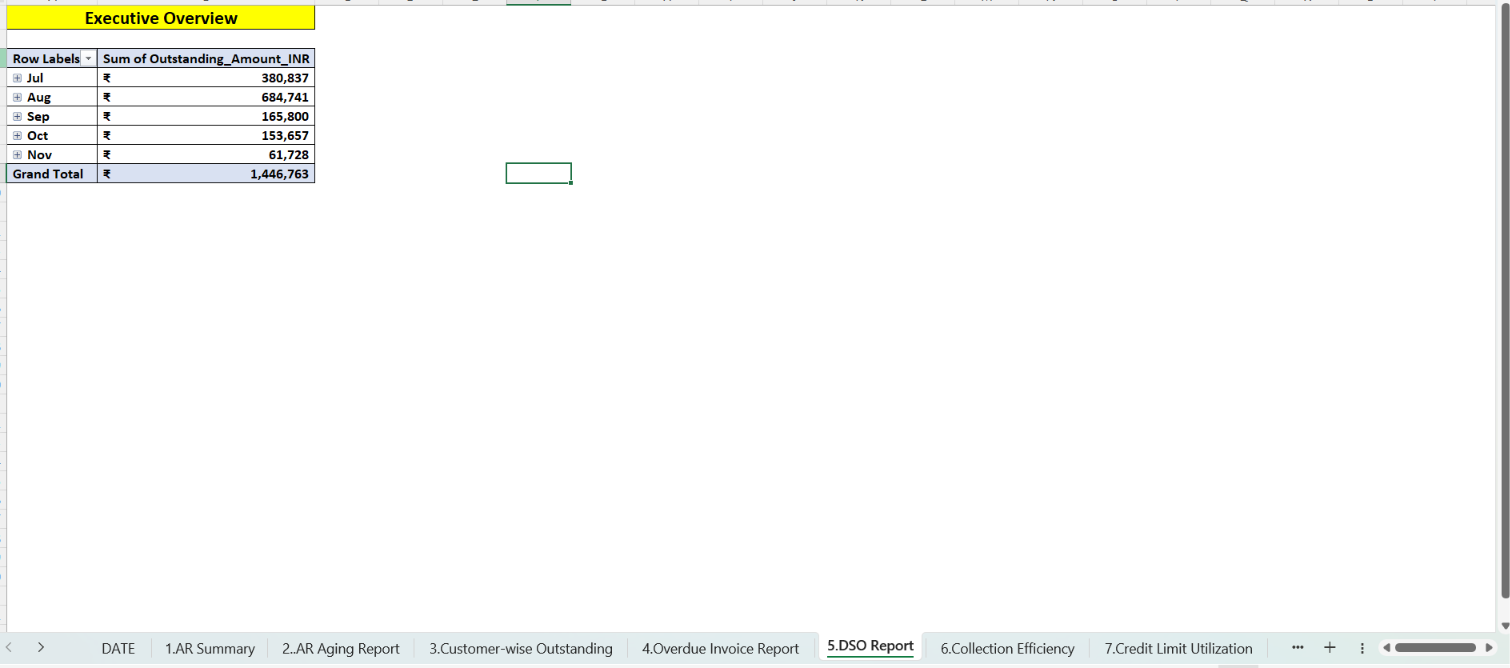 Executive Overview
Row Labels Sum of Outstanding_Amount_INR
Jul ₹ 380,837
Aug ₹ 684,741
Sep ₹ 165,800
Oct ₹ 153,657
Nov ₹ 61,728
Grand Total ₹ 1,446,763
DATE 1.AR Summary 2..AR Aging Report 3.Customer-wise Outstanding 4.Overdue Invoice Report 5.DSO Report 6.Collection Efficiency 7.Credit Limit Utilization ...